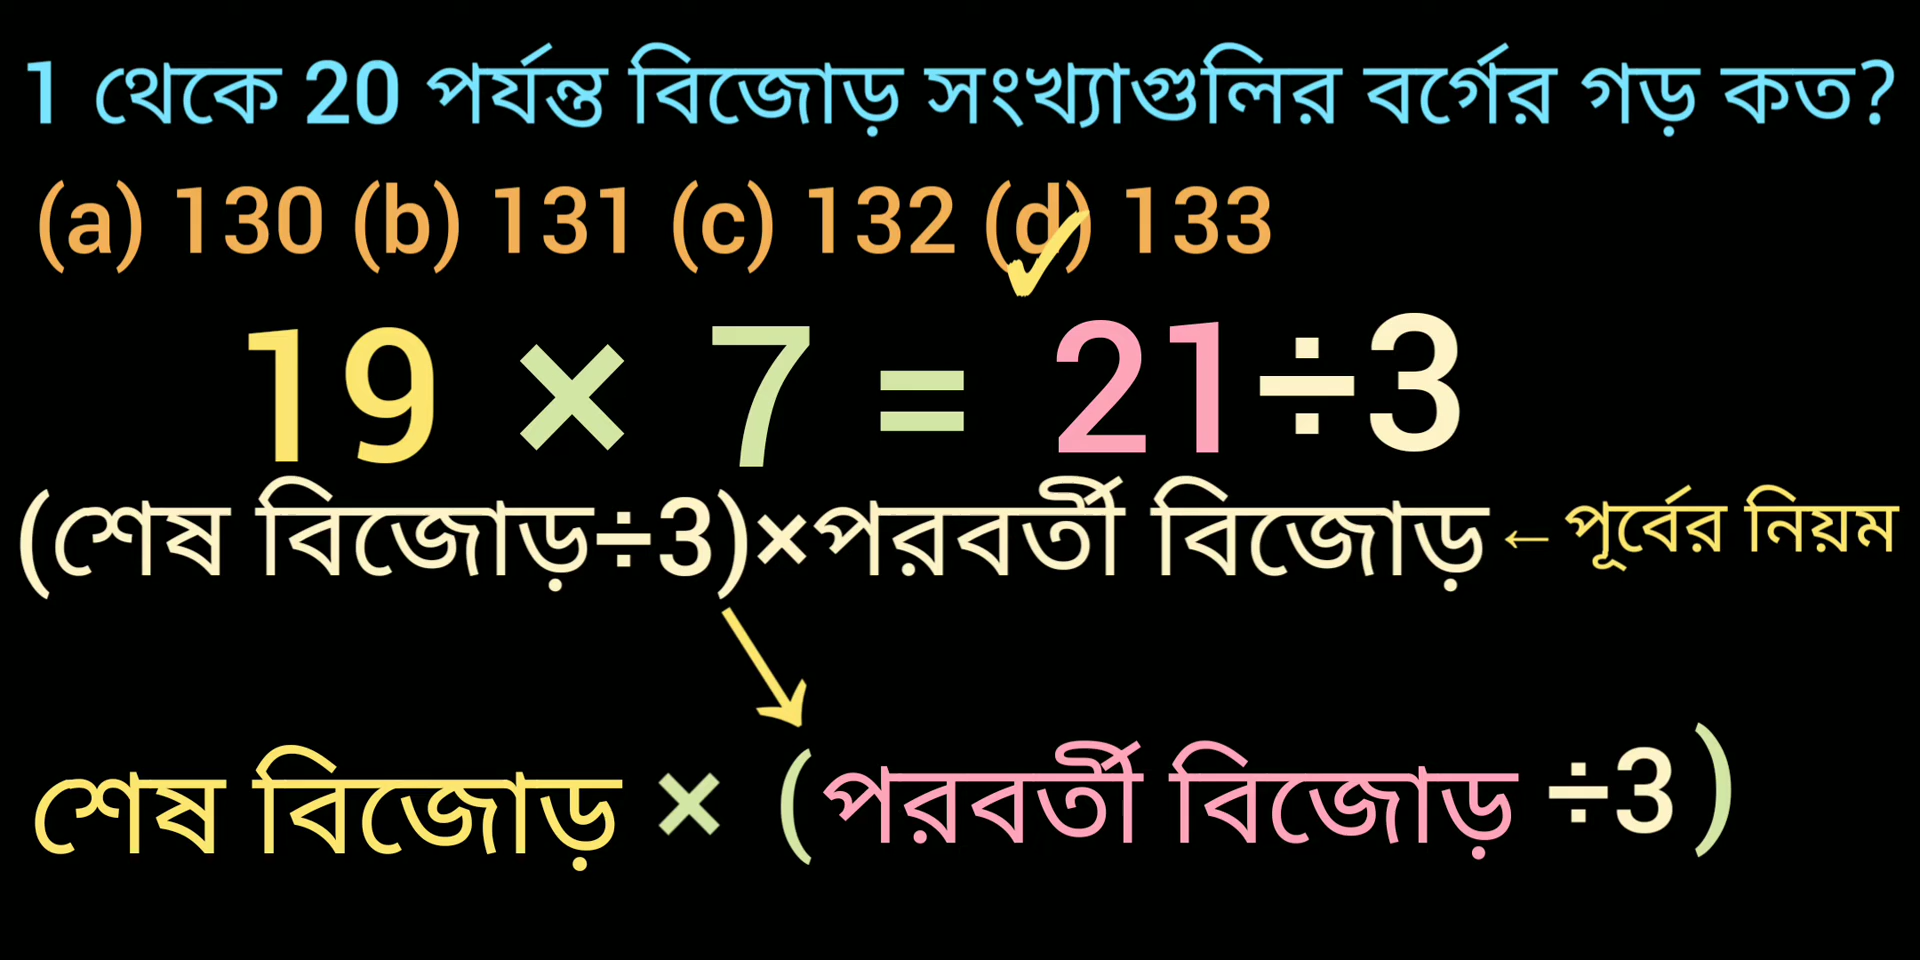 1 থেকে 20 পর্যন্ত বিজোড় সংখ্যাগুলির বর্গের গড় কত?
(a) 130 (b) 131 (c) 132 (d) 133
19 × 7 = 21÷3
(শেষ বিজোড়÷3)×পরবর্তী বিজোড় ←পূর্বের নিয়ম
শেষ বিজোড় × (পরবর্তী বিজোড় ÷3)